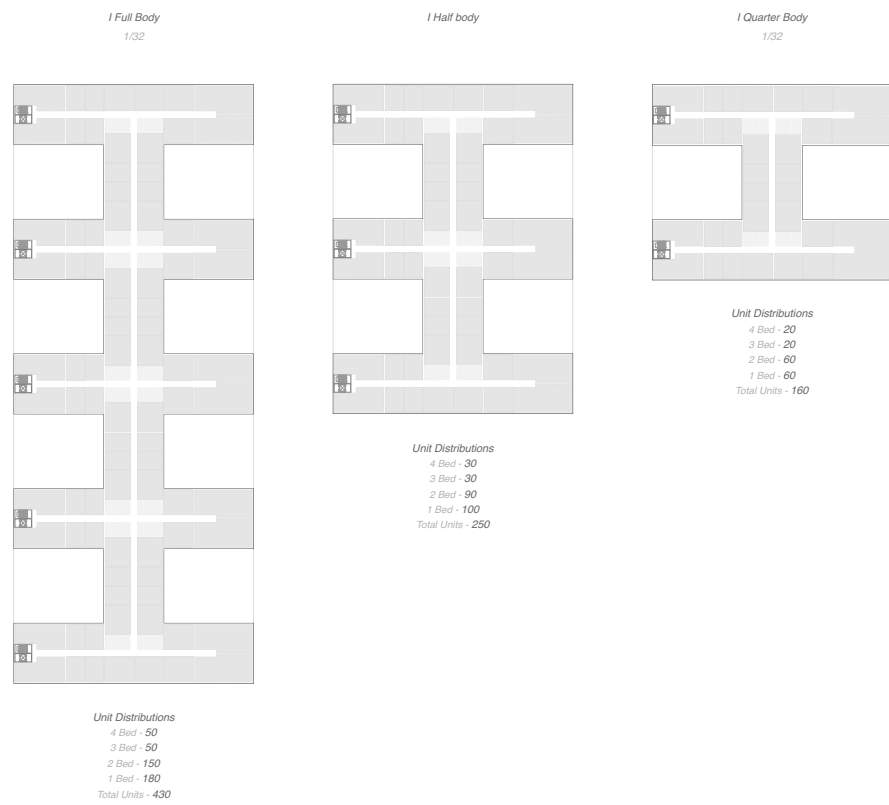 I Full Body
1/32
I Half body
I Quarter Body
1/32
Unit Distributions
4 Bed - 20
3 Bed - 20
2 Bed - 60
1 Bed - 60
Total Units - 160
Unit Distributions
4 Bed - 30
3 Bed - 30
2 Bed - 90
1 Bed - 100
Total Units - 250
Unit Distributions
4 Bed - 50
3 Bed - 50
2 Bed - 150
1 Bed - 180
Total Units - 430